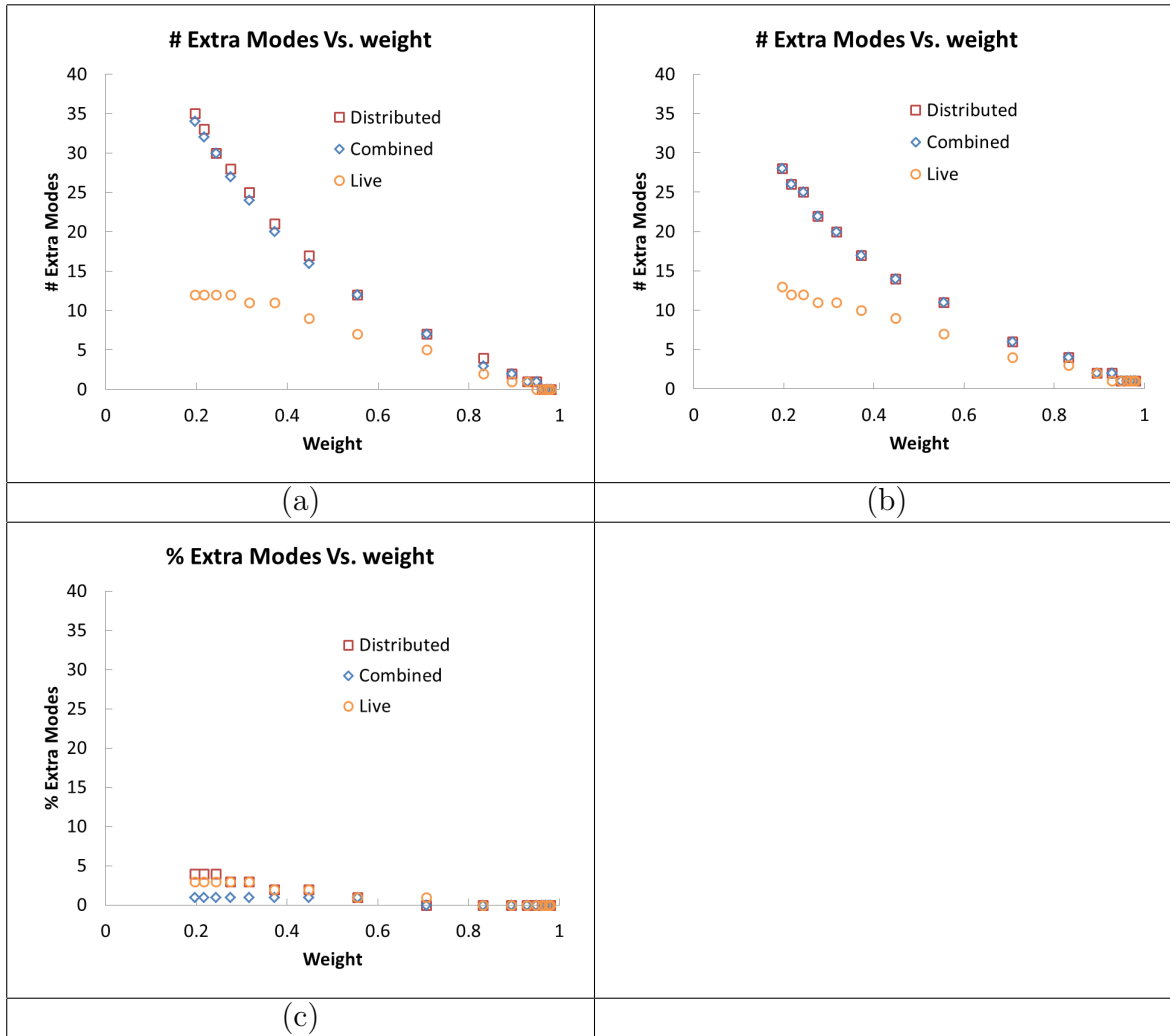 # Extra Modes Vs. weight
40
35
30
25
20
15
10
5
0
# Extra Modes
Distributed
Combined
Live
0 0.2 0.4 0.6 0.8 1
Weight
(a)
# Extra Modes Vs. weight
40
35
30
25
20
15
10
5
0
# Extra Modes
Distributed
Combined
Live
0 0.2 0.4 0.6 0.8 1
Weight
(b)
% Extra Modes Vs. weight
40
35
30
25
20
15
10
5
0
% Extra Modes
Distributed
Combined
Live
0 0.2 0.4 0.6 0.8 1
Weight
(c)